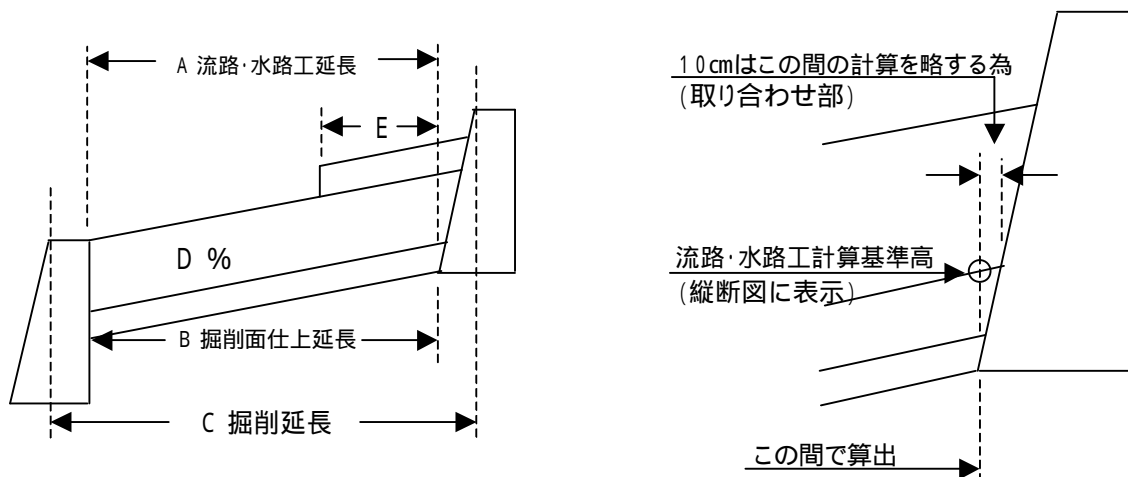 A 流路・水路工延長
E
D %
B 掘削面仕上延長
C 掘削延長
10㎝はこの間の計算を略する為
(取り合わせ部)
流路・水路工計算基準高
(縦断図に表示)
この間で算出